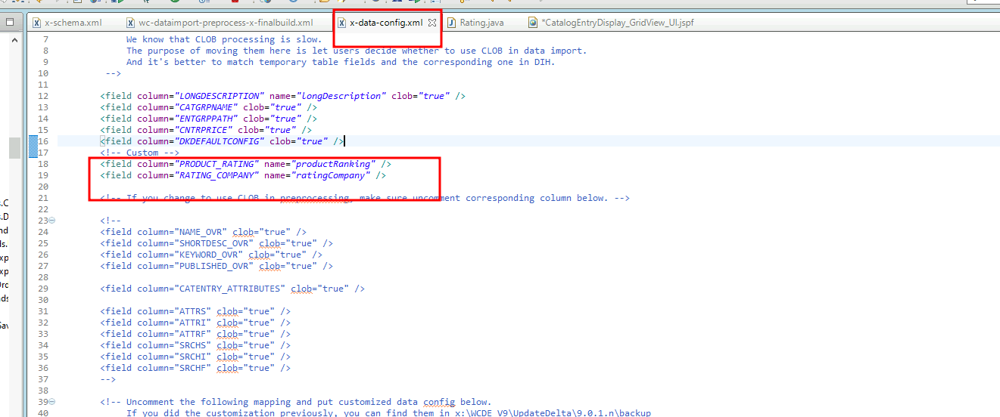 x-schema.xml wc-dataimport-preprocess-x-finalbuild.xml x-data-config.xml Rating.java *CatalogEntryDisplay_GridView_UI.jspf
7 We know that CLOB processing is slow.
8 The purpose of moving them here is let users decide whether to use CLOB in data import.
9 And it's better to match temporary table fields and the corresponding one in DIH.
10 -->
11
12 <field column="LONGDESCRIPTION" name="longDescription" clob="true" />
13 <field column="CATGRPNAME" clob="true" />
14 <field column="ENTGRPPATH" clob="true" />
15 <field column="CNTRPRICE" clob="true" />
16 <field column="DKDEFAULTCONFIG" clob="true" />
17 <!-- Custom -->
18 <field column="PRODUCT_RATING" name="productRanking" />
19 <field column="RATING_COMPANY" name="ratingCompany" />
20
21 <!-- If you change to use CLOB in preprocessing, make sure uncomment corresponding column below. -->
22
23 <!--
24 <field column="NAME_OVR" clob="true" />
25 <field column="SHORTDESC_OVR" clob="true" />
26 <field column="KEYWORD_OVR" clob="true" />
27 <field column="PUBLISHED_OVR" clob="true" />
28
29 <field column="CATENTRY_ATTRIBUTES" clob="true" />
30
31 <field column="ATTRS" clob="true" />
32 <field column="ATTRI" clob="true" />
33 <field column="ATTRF" clob="true" />
34 <field column="SRCHS" clob="true" />
35 <field column="SRCHI" clob="true" />
36 <field column="SRCHF" clob="true" />
37 -->
38
39 <!-- Uncomment the following mapping and put customized data config below.
40 If you did the customization previously, you can find them in x:\WCDE_V9\UpdateDelta\9.0.1.n\backup